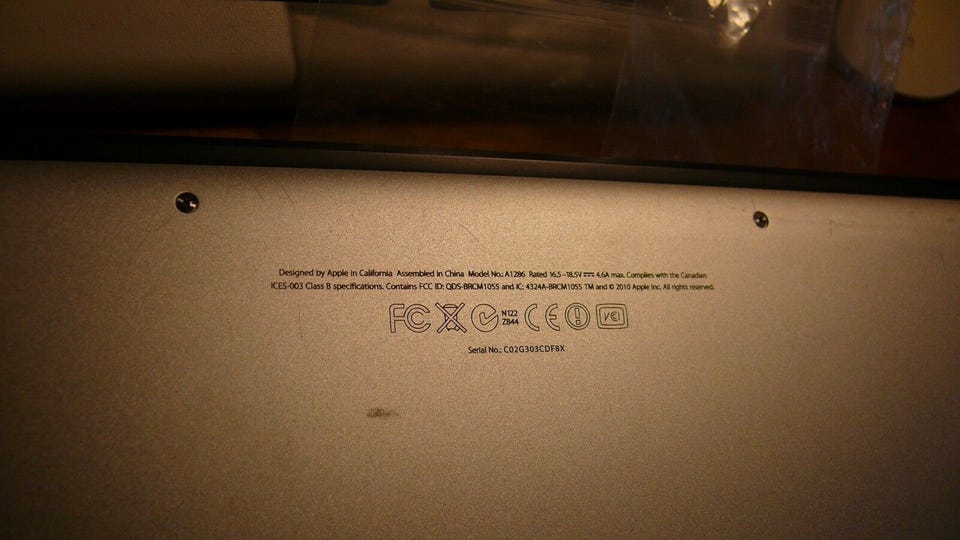 Designed by Apple in California Assembled in China Model No.: A1286 Rated 16.5-18.5V⎓ 4.6A max. Complies with the Canadian
ICES-003 Class B specifications. Contains FCC ID: QDS-BRCM1055 and IC: 4324A-BRCM1055 TM and © 2010 Apple Inc. All rights reserved.
FC N122 CE VCI
Z844
Serial No.: C02G303CDF8X